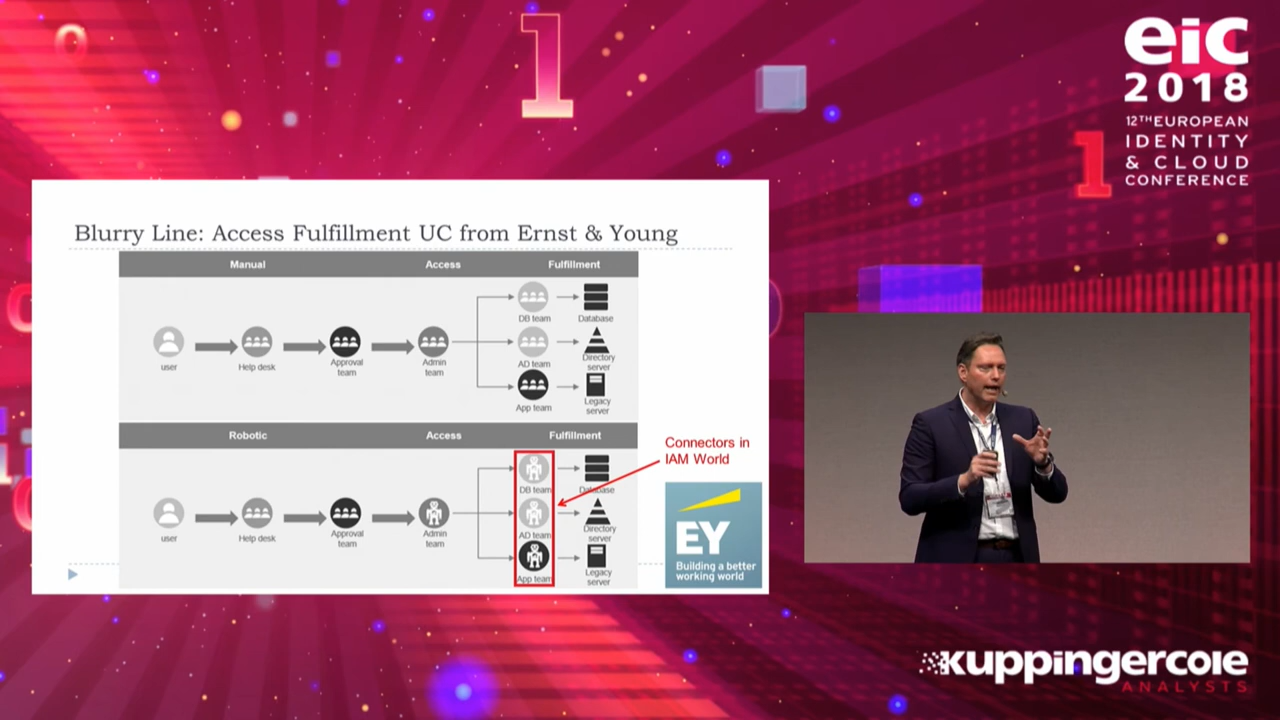 eic
2018
12TH EUROPEAN
IDENTITY
& CLOUD
CONFERENCE
Blurry Line: Access Fulfillment UC from Ernst & Young
Manual Access Fulfillment
user
Help desk
Approval
team
Admin
team
DB team
Database
AD team
Directory
server
App team
Legacy
server
Robotic Access Fulfillment
user
Help desk
Approval
team
Admin
team
DB team
Database
AD team
Directory
server
App team
Legacy
server
Connectors in
IAM World
EY
Building a better
working world
kuppingercole
ANALYSTS